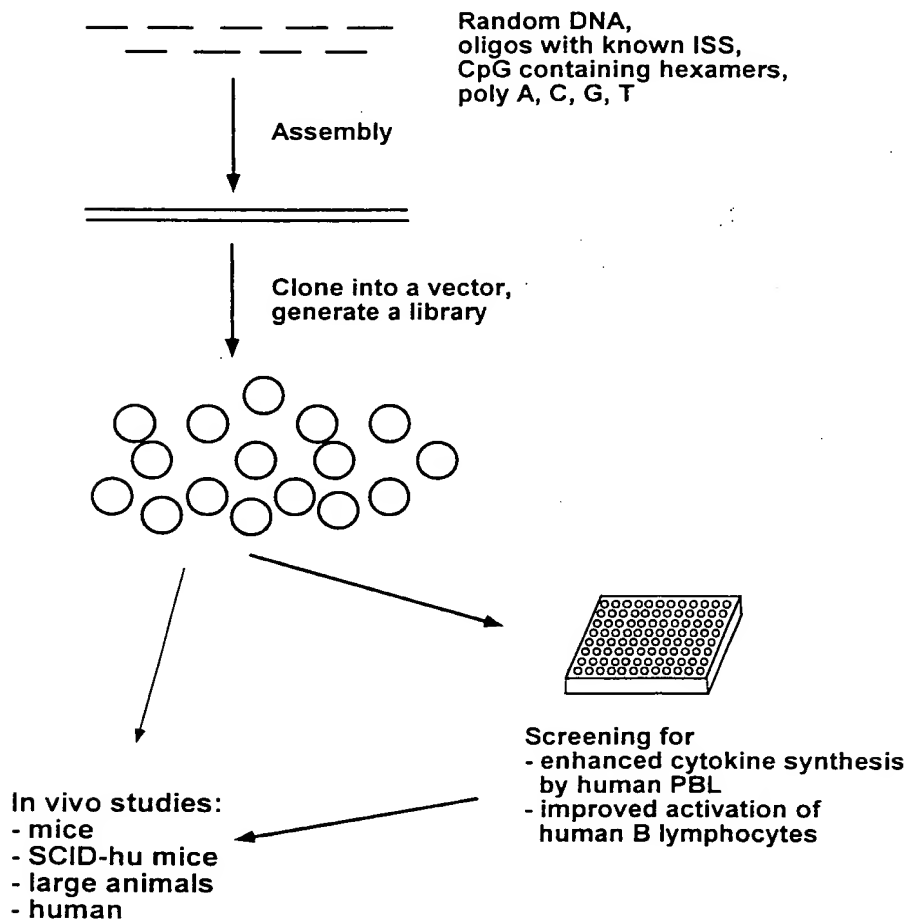 Random DNA,
oligos with known ISS,
CpG containing hexamers,
poly A, C, G, T
Assembly
Clone into a vector,
generate a library
Screening for
- enhanced cytokine synthesis
by human PBL
- improved activation of
human B lymphocytes
In vivo studies:
- mice
- SCID-hu mice
- large animals
- human